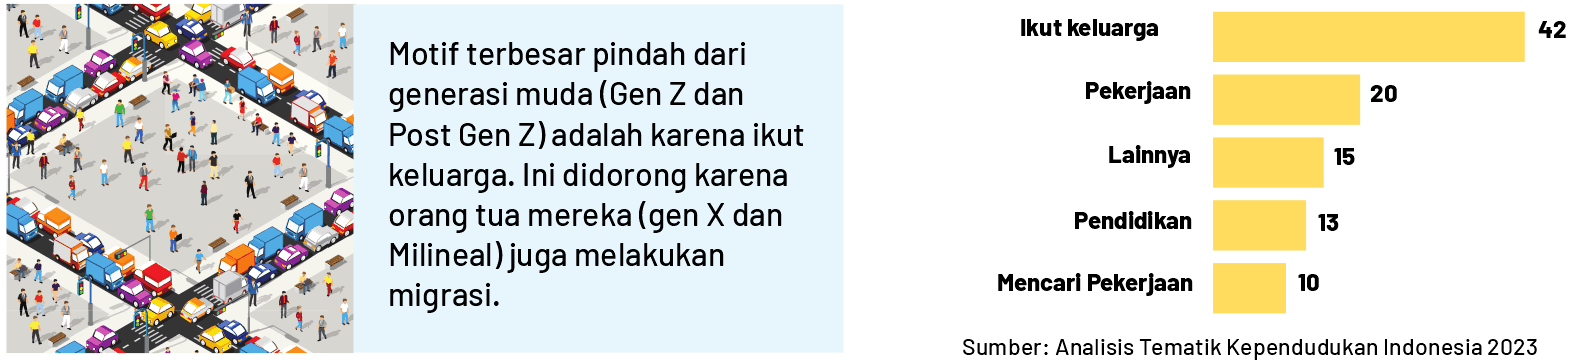 Motif terbesar pindah dari
generasi muda (Gen Z dan
Post Gen Z) adalah karena ikut
keluarga. Ini didorong karena
orang tua mereka (gen X dan
Milineal) juga melakukan
migrasi.
Ikut keluarga 42
Pekerjaan 20
Lainnya 15
Pendidikan 13
Mencari Pekerjaan 10
Sumber: Analisis Tematik Kependudukan Indonesia 2023